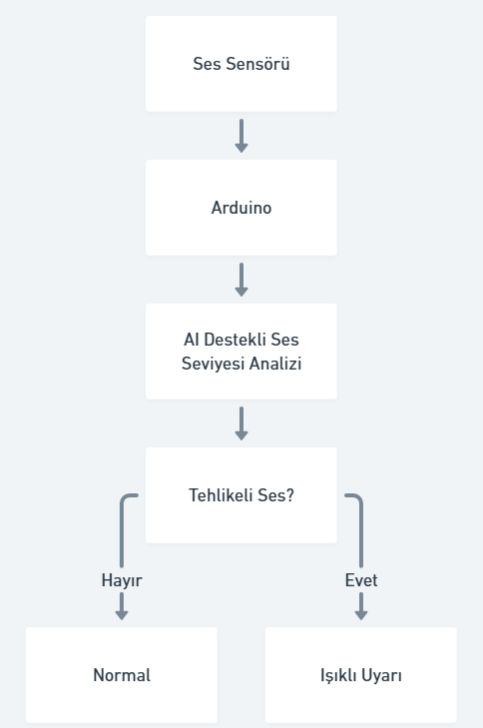 Ses Sensörü
Arduino
AI Destekli Ses
Seviyesi Analizi
Tehlikeli Ses?
Hayır
Evet
Normal
Işıklı Uyarı